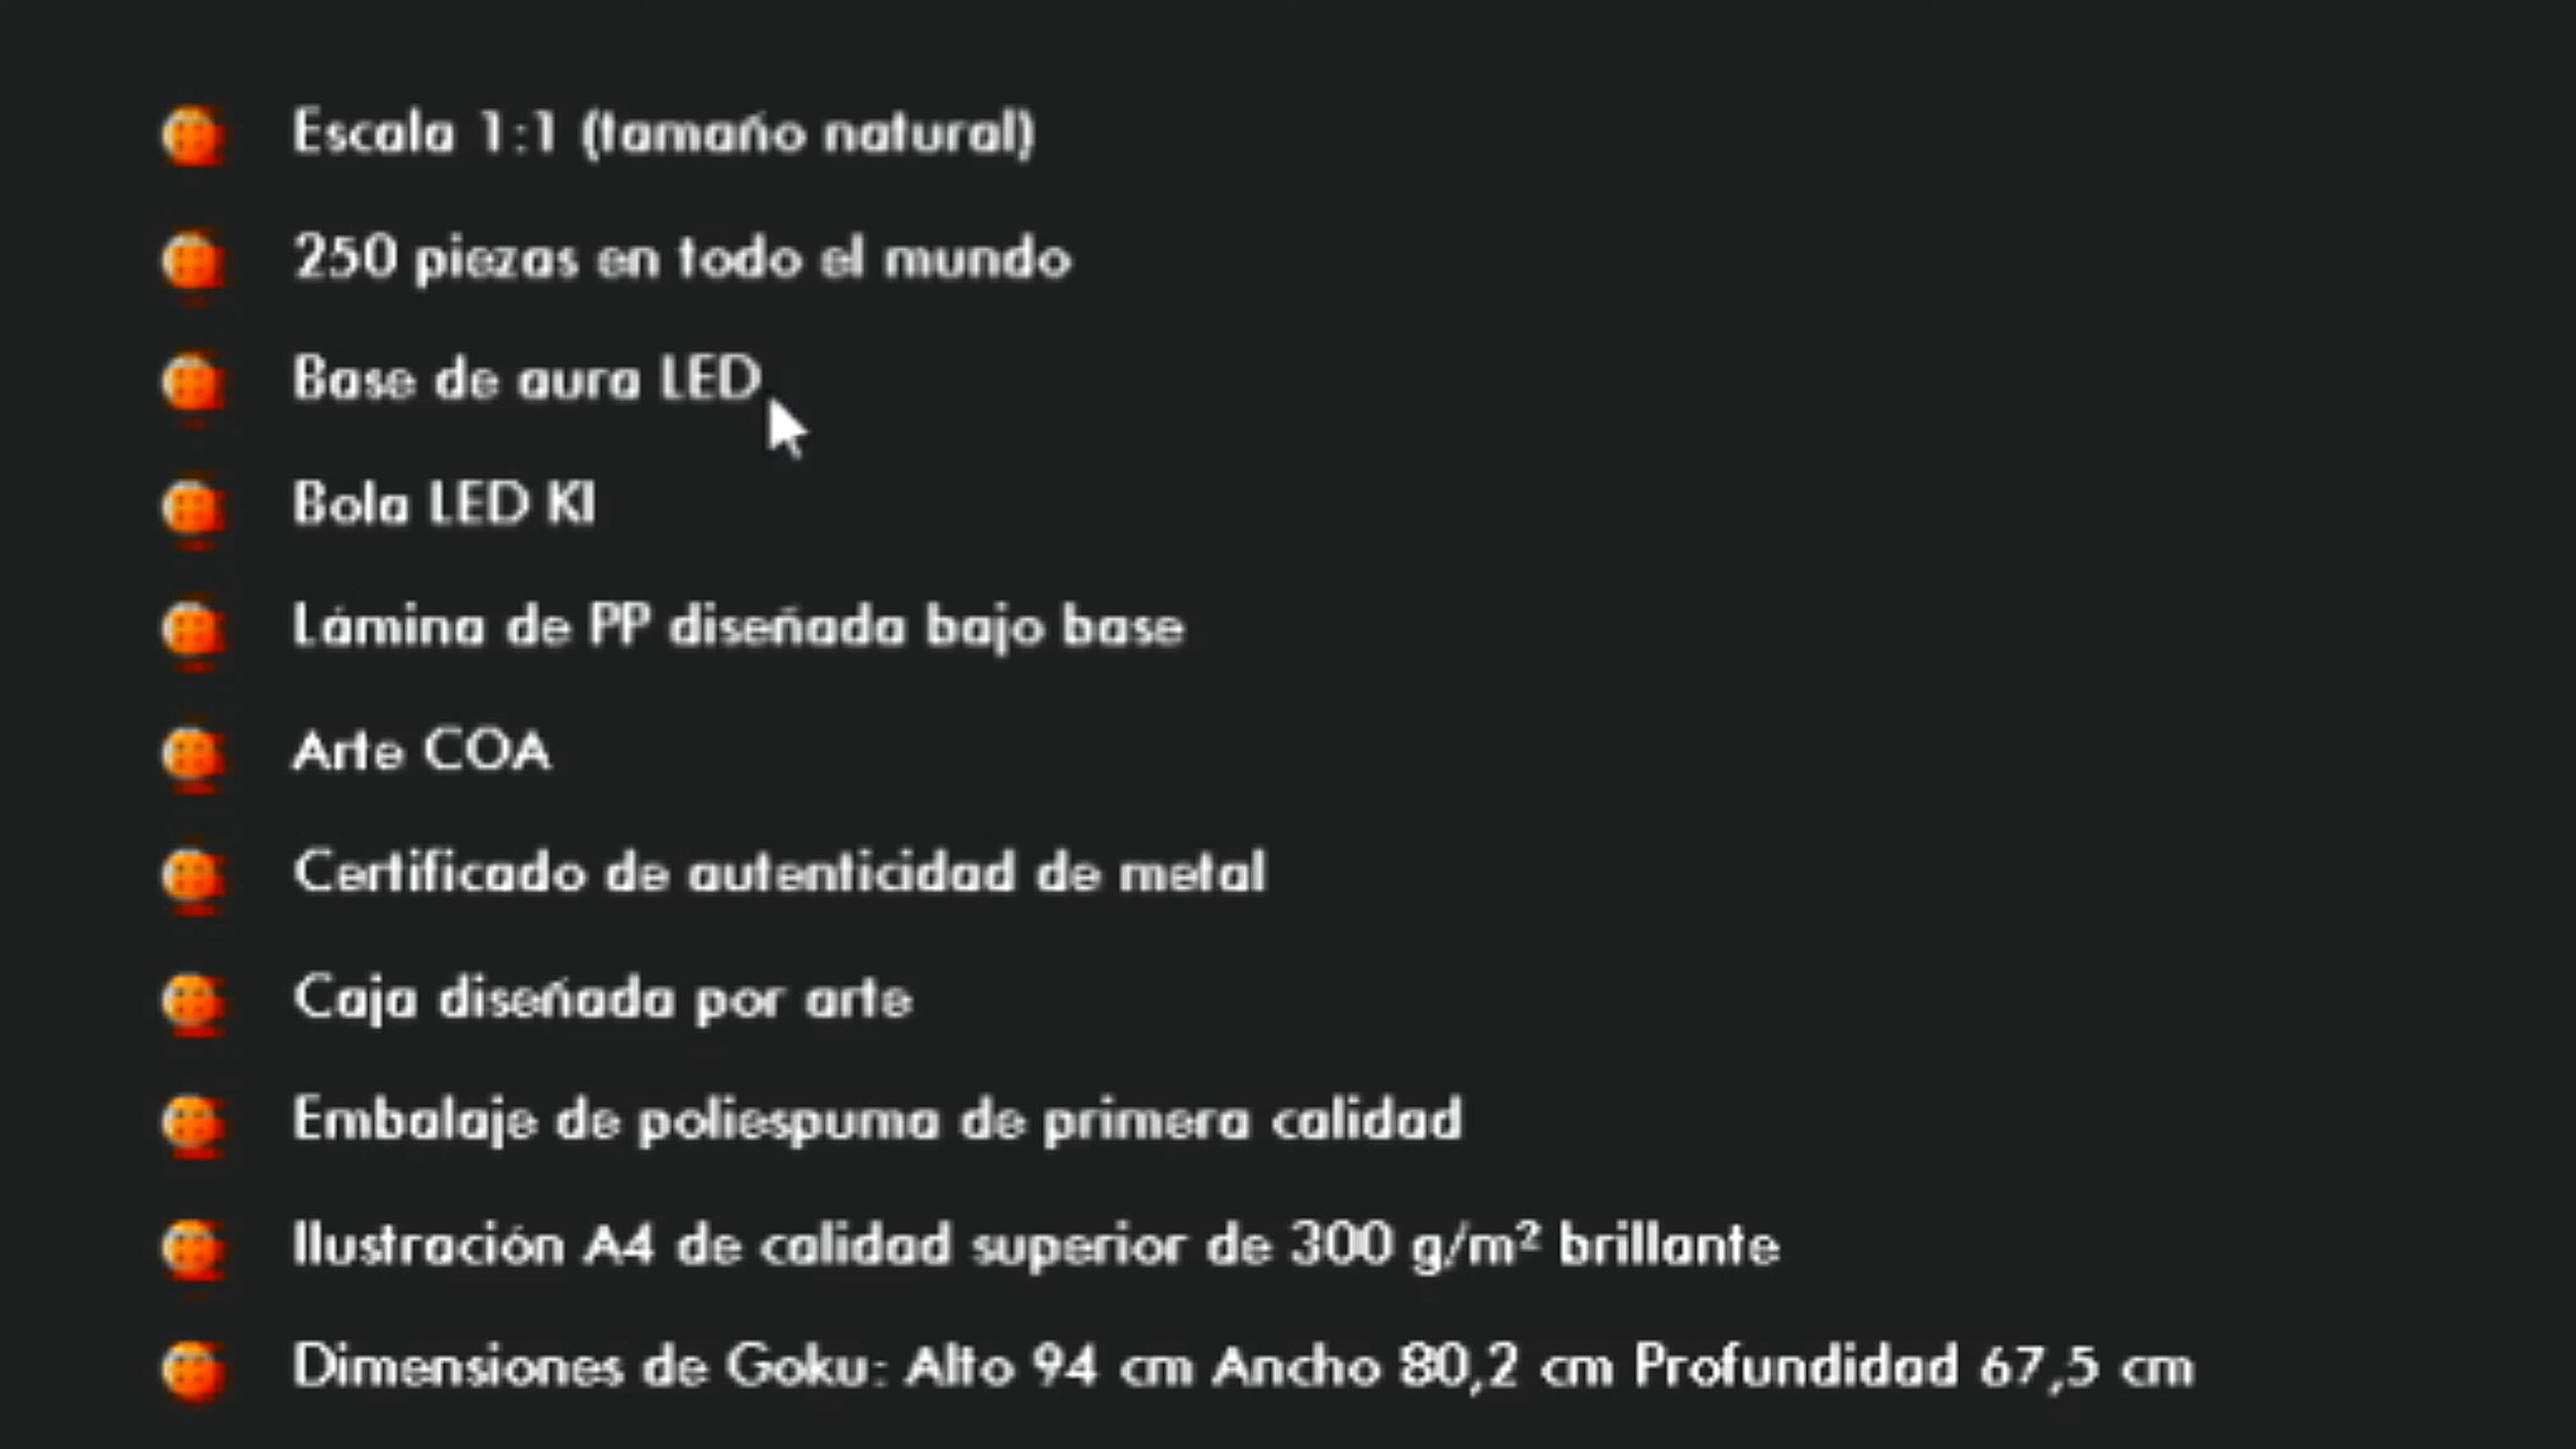 Escala 1:1 (tamaño natural)
250 piezas en todo el mundo
Base de aura LED
Bola LED KI
Lámina de PP diseñada bajo base
Arte COA
Certificado de autenticidad de metal
Caja diseñada por arte
Embalaje de poliespuma de primera calidad
Ilustración A4 de calidad superior de 300 g/m² brillante
Dimensiones de Goku: Alto 94 cm Ancho 80,2 cm Profundidad 67,5 cm